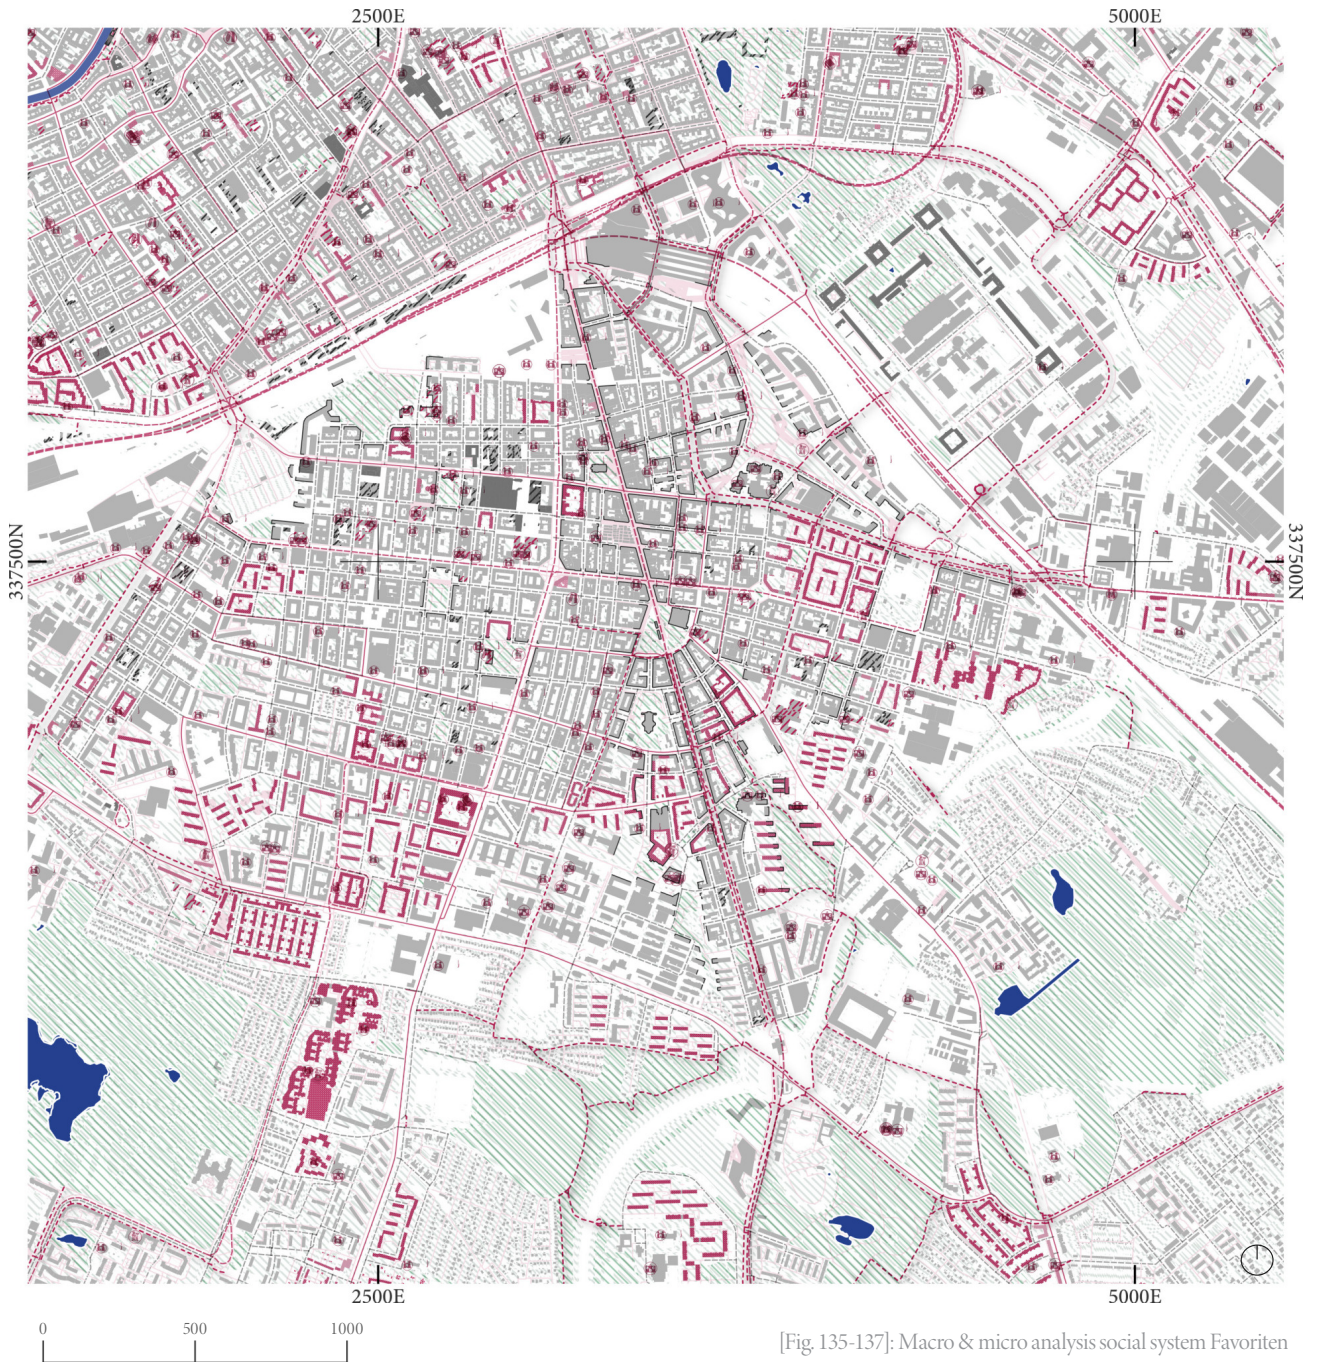 2500E 5000E
337500N 337500N
2500E 5000E
0 500 1000
[Fig. 135-137]: Macro & micro analysis social system Favoriten